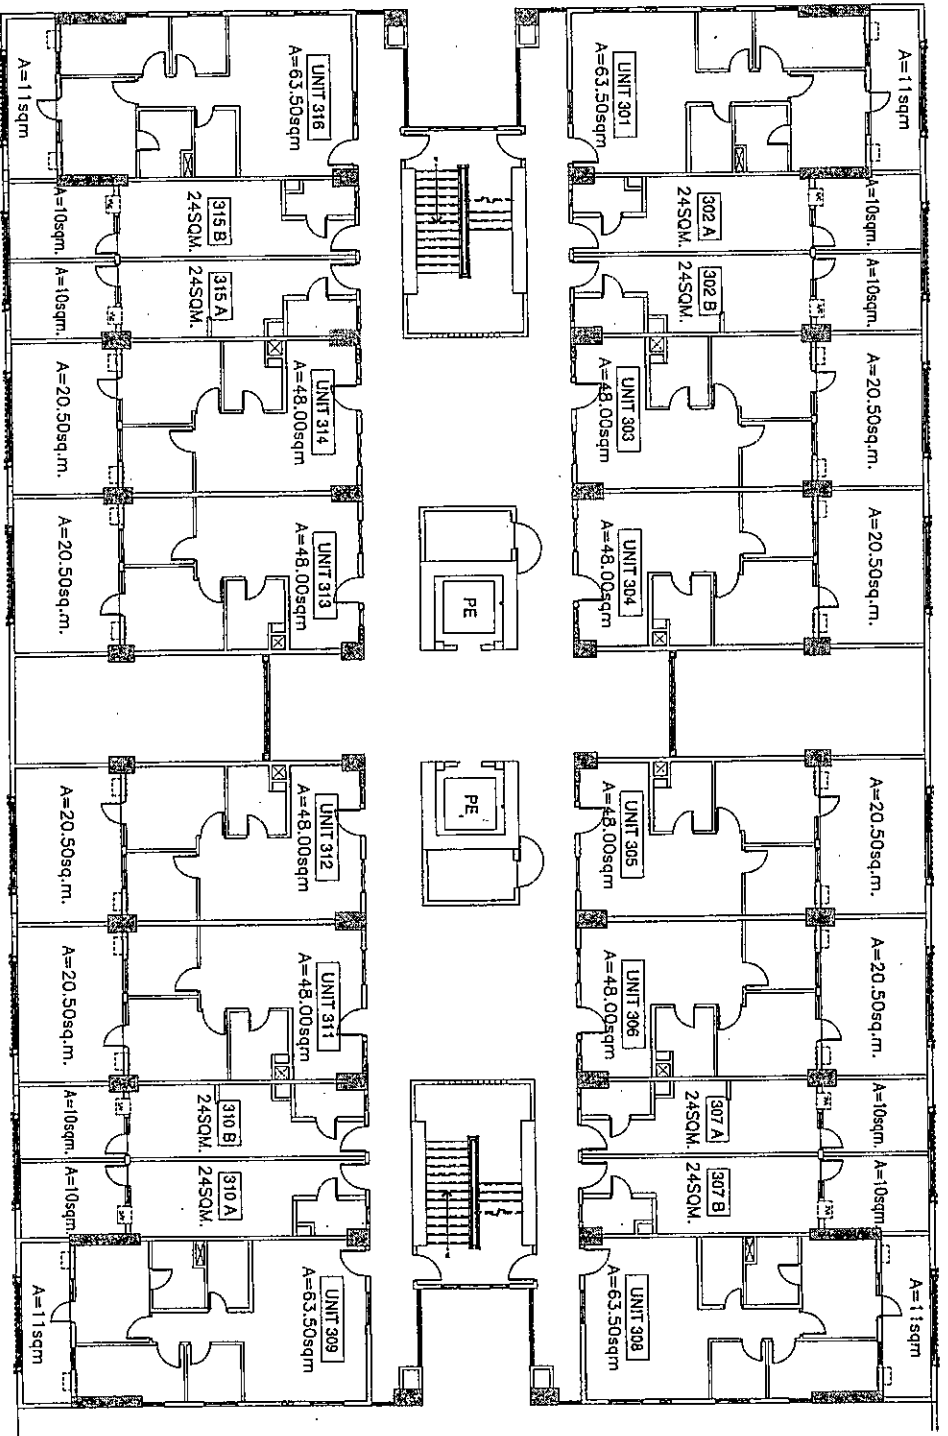 A=11sqm
UNIT 316
A=63.50sqm
UNIT 301
A=63.50sqm
A=11sqm
A=10sqm.
315 B
24SQM.
302 A
24SQM.
A=10sqm.
A=10sqm.
315 A
24SQM.
302 B
24SQM.
A=10sqm.
A=20.50sq.m.
UNIT 314
A=48.00sqm
UNIT 303
A=48.00sqm
A=20.50sq.m.
A=20.50sq.m.
UNIT 313
A=48.00sqm
PE
UNIT 304
A=48.00sqm
A=20.50sq.m.
A=20.50sq.m.
UNIT 312
A=48.00sqm
PE
UNIT 305
A=48.00sqm
A=20.50sq.m.
A=20.50sq.m.
UNIT 311
A=48.00sqm
UNIT 306
A=48.00sqm
A=20.50sq.m.
A=10sqm.
310 B
24SQM.
307 A
24SQM.
A=10sqm.
A=10sqm.
310 A
24SQM.
307 B
24SQM.
A=10sqm.
A=11sqm
UNIT 309
A=63.50sqm
UNIT 308
A=63.50sqm
A=11sqm